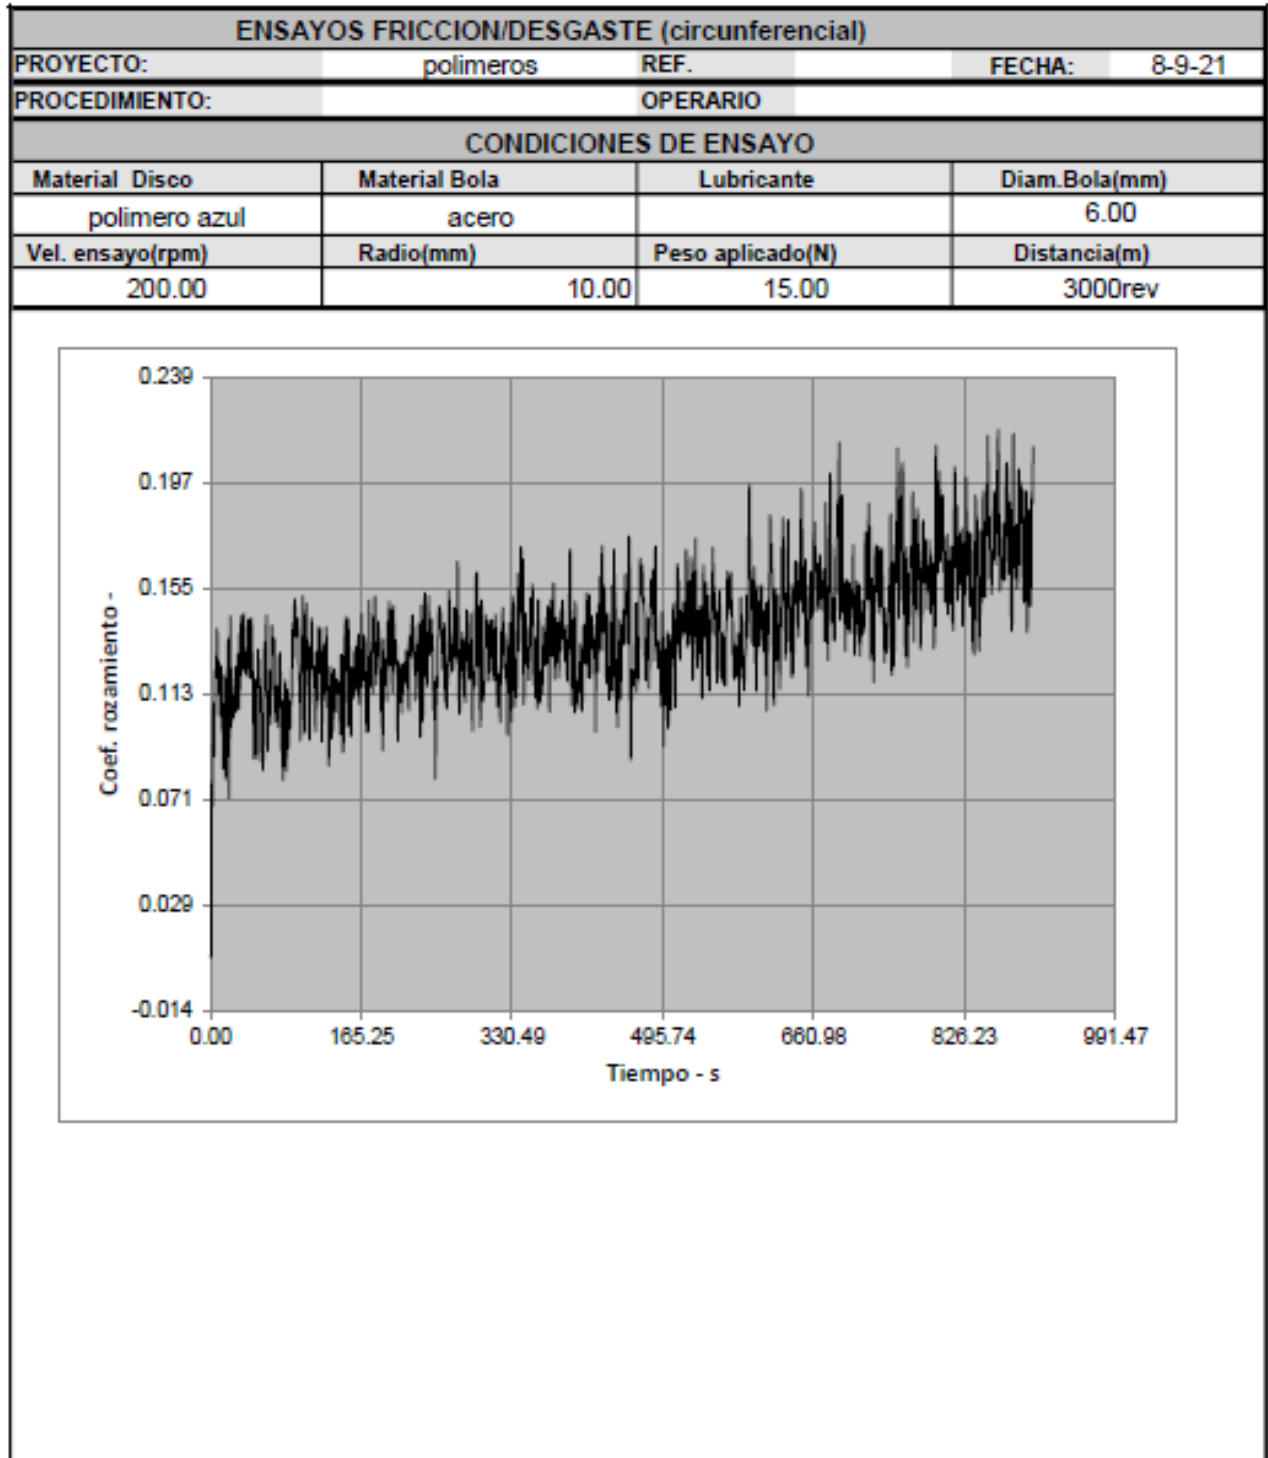 ENSAYOS FRICCION/DESGASTE (circunferencial)
PROYECTO: polimeros REF. FECHA: 8-9-21
PROCEDIMIENTO: OPERARIO
CONDICIONES DE ENSAYO
Material Disco Material Bola Lubricante Diam.Bola(mm)
polimero azul acero 6.00
Vel. ensayo(rpm) Radio(mm) Peso aplicado(N) Distancia(m)
200.00 10.00 15.00 3000rev
0.239
0.197
0.155
0.113
0.071
0.029
-0.014
Coef. rozamiento -
0.00 165.25 330.49 495.74 660.98 826.23 991.47
Tiempo - s